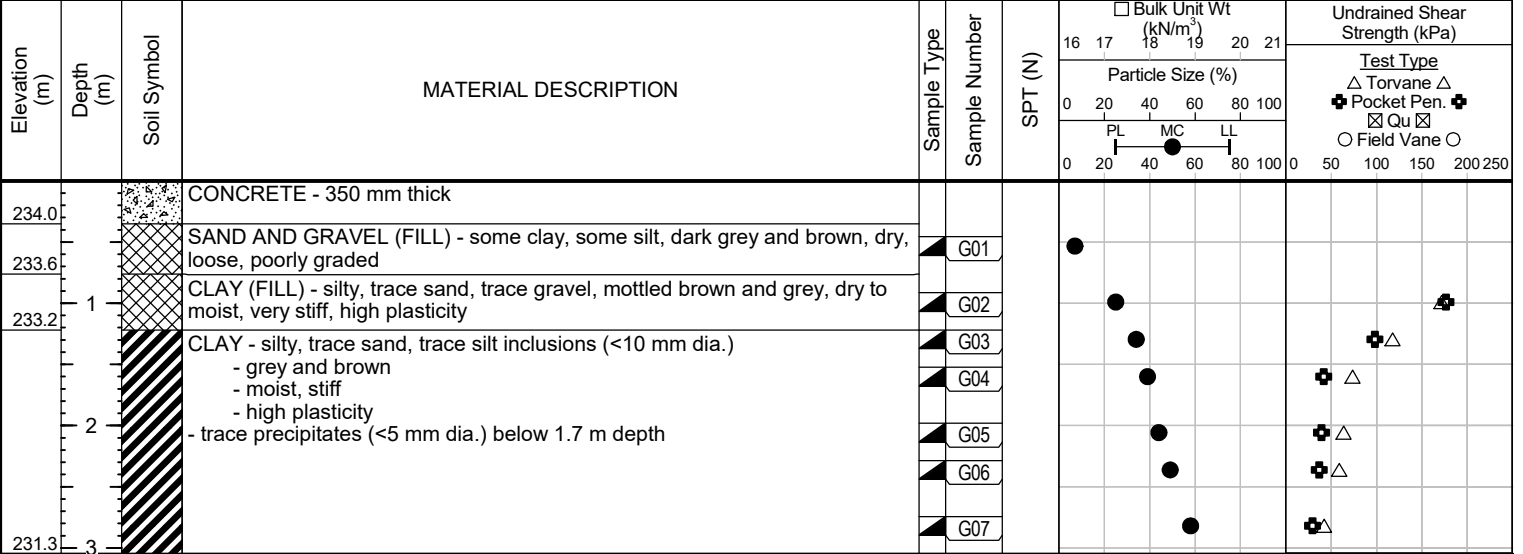 Elevation
(m)
Depth
(m)
Soil Symbol
MATERIAL DESCRIPTION
Sample Type
Sample Number
SPT (N)
Bulk Unit Wt
(kN/m³)
16 17 18 19 20 21
Particle Size (%)
0 20 40 60 80 100
PL MC LL
0 20 40 60 80 100
Undrained Shear
Strength (kPa)
Test Type
△ Torvane △
Pocket Pen.
☒ Qu ☒
○ Field Vane ○
0 50 100 150 200 250
CONCRETE - 350 mm thick
234.0
SAND AND GRAVEL (FILL) - some clay, some silt, dark grey and brown, dry,
loose, poorly graded
G01
233.6
CLAY (FILL) - silty, trace sand, trace gravel, mottled brown and grey, dry to
moist, very stiff, high plasticity
1
G02
233.2
CLAY - silty, trace sand, trace silt inclusions (<10 mm dia.)
G03
- grey and brown
- moist, stiff
G04
- high plasticity
- trace precipitates (<5 mm dia.) below 1.7 m depth
2
G05
G06
G07
231.3
3